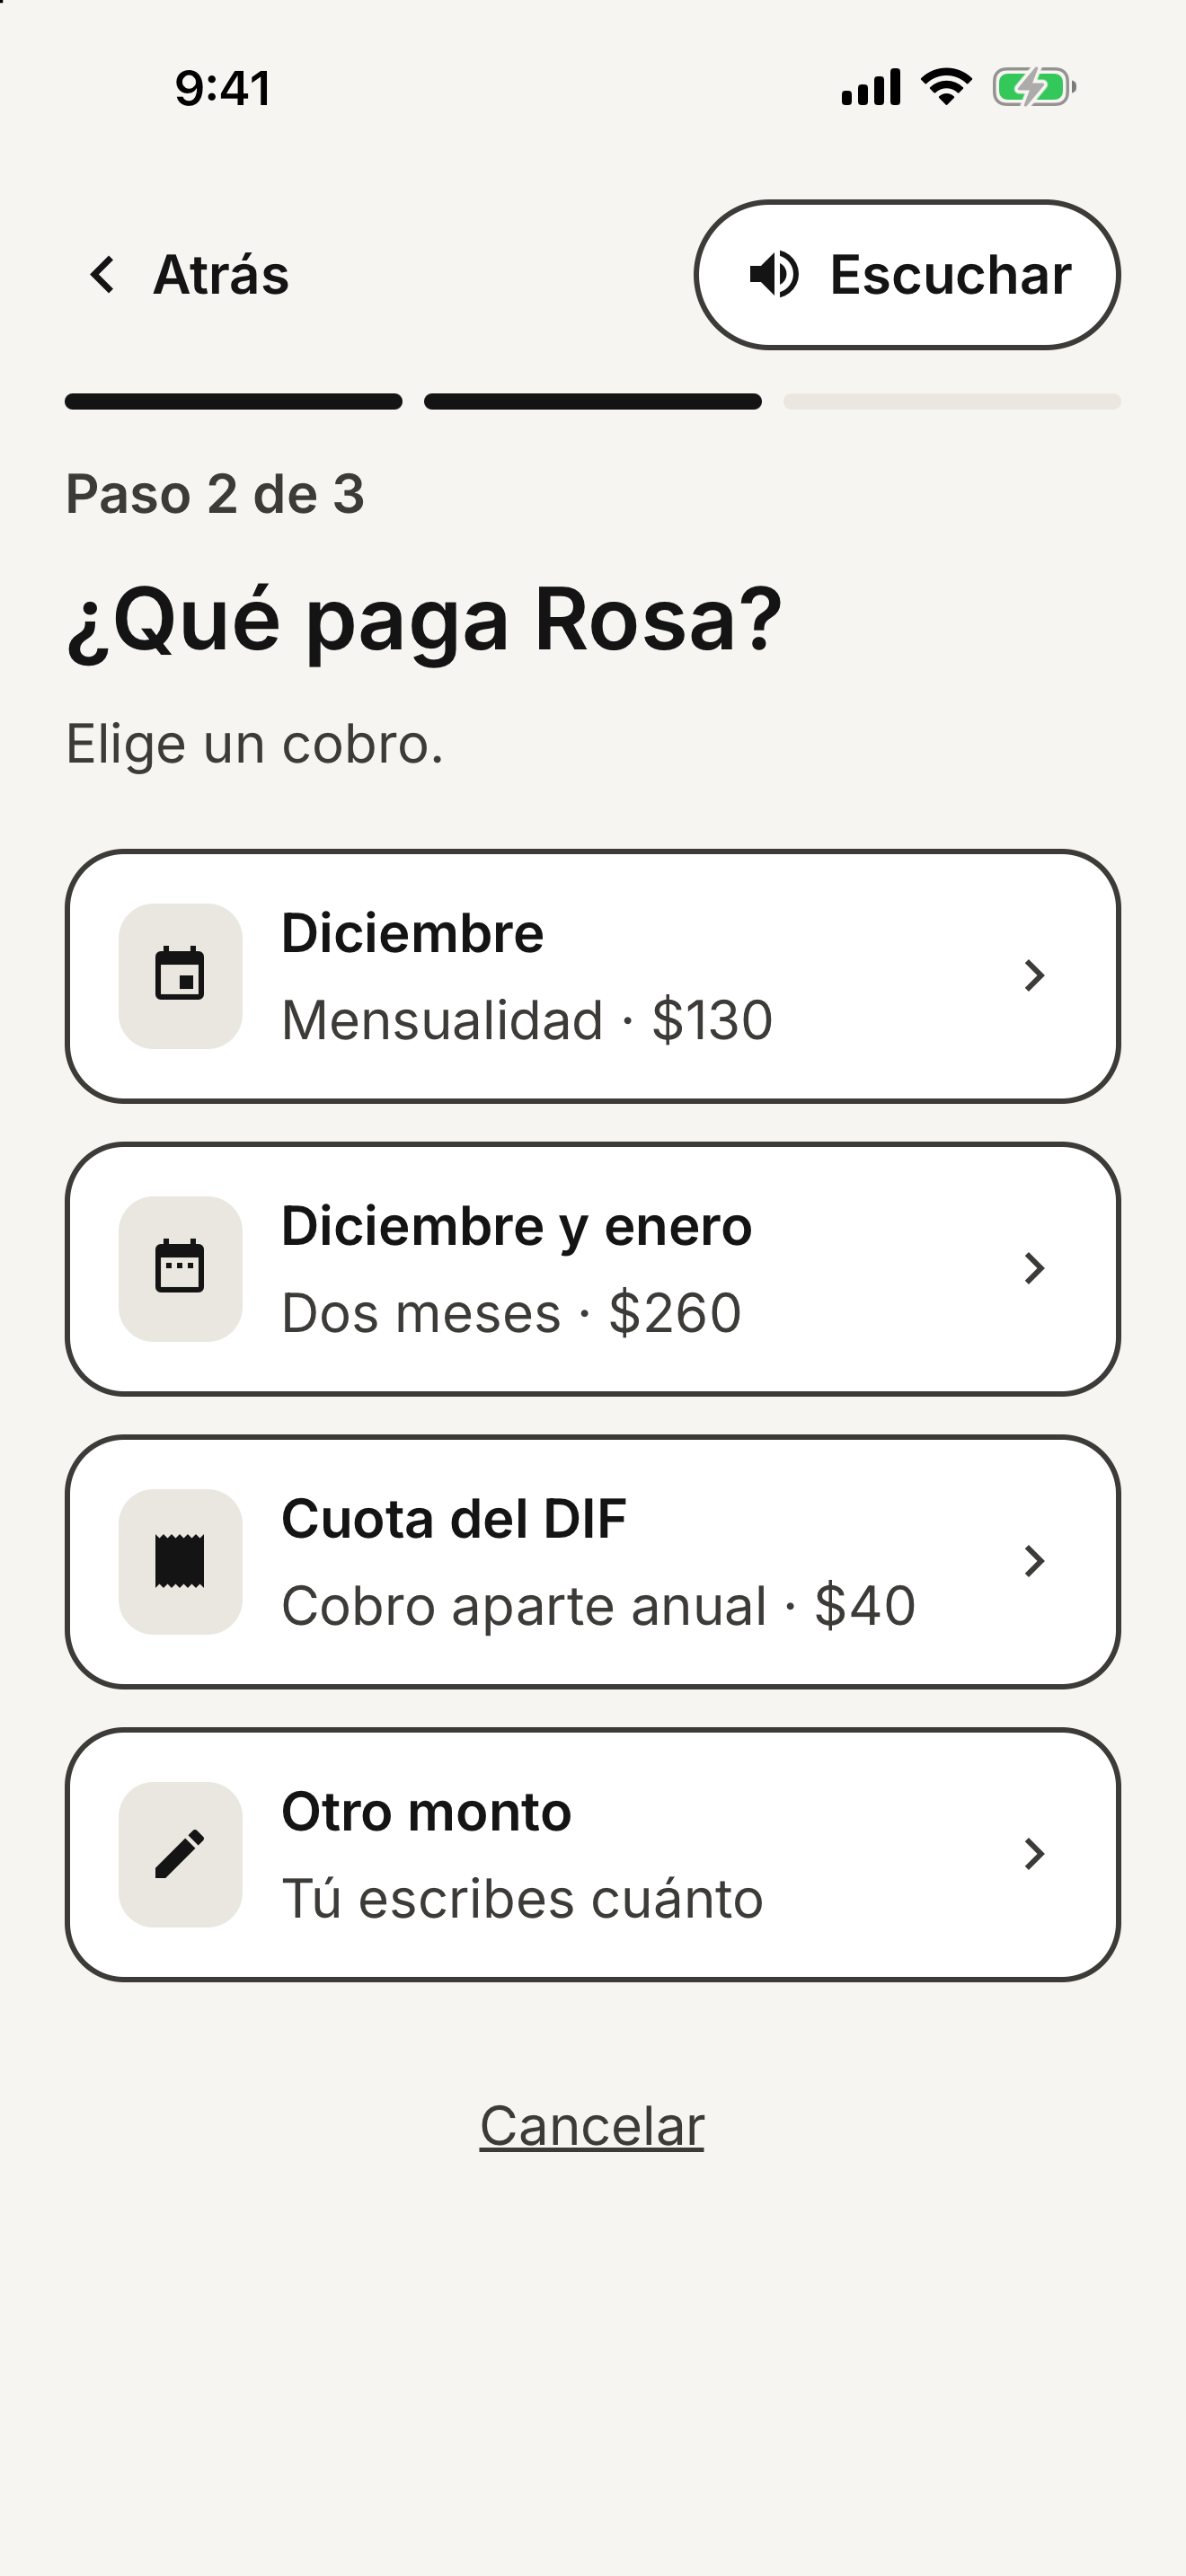 9:41
Atrás
Escuchar
Paso 2 de 3
¿Qué paga Rosa?
Elige un cobro.
Diciembre
Mensualidad · $130
Diciembre y enero
Dos meses · $260
Cuota del DIF
Cobro aparte anual · $40
Otro monto
Tú escribes cuánto
Cancelar